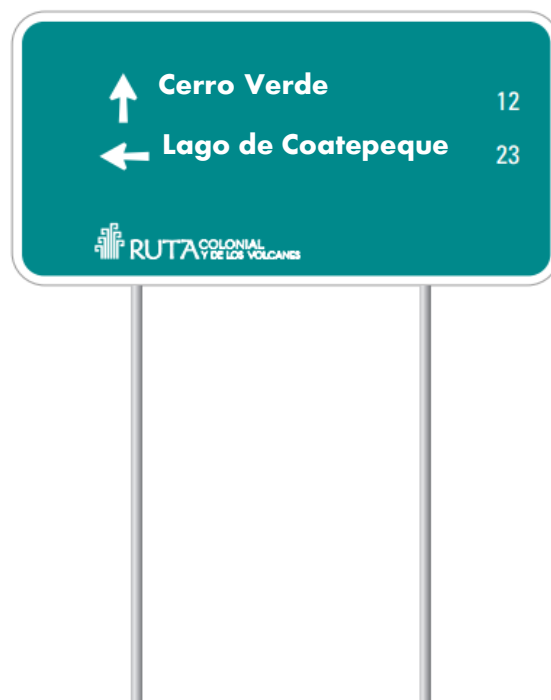 Cerro Verde 12
Lago de Coatepeque 23
RUTA COLONIAL
Y DE LOS VOLCANES